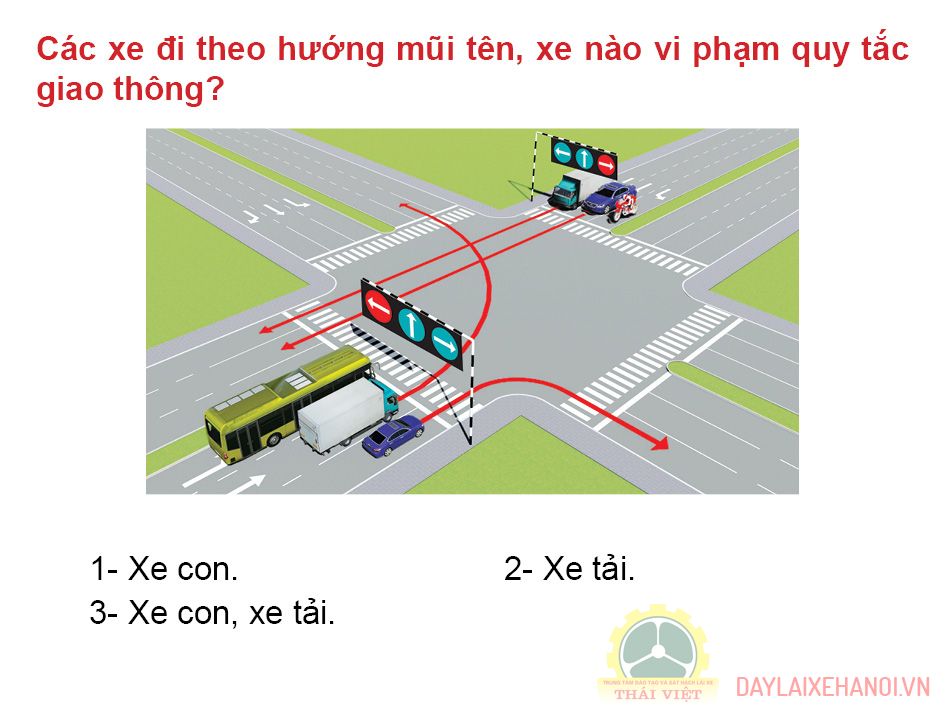 Các xe đi theo hướng mũi tên, xe nào vi phạm quy tắc
giao thông?
1- Xe con.
2- Xe tải.
3- Xe con, xe tải.
TRUNG TÂM ĐÀO TẠO VÀ SÁT HẠCH LÁI XE
THÁI VIỆT
DAYLAIXEHANOI.VN